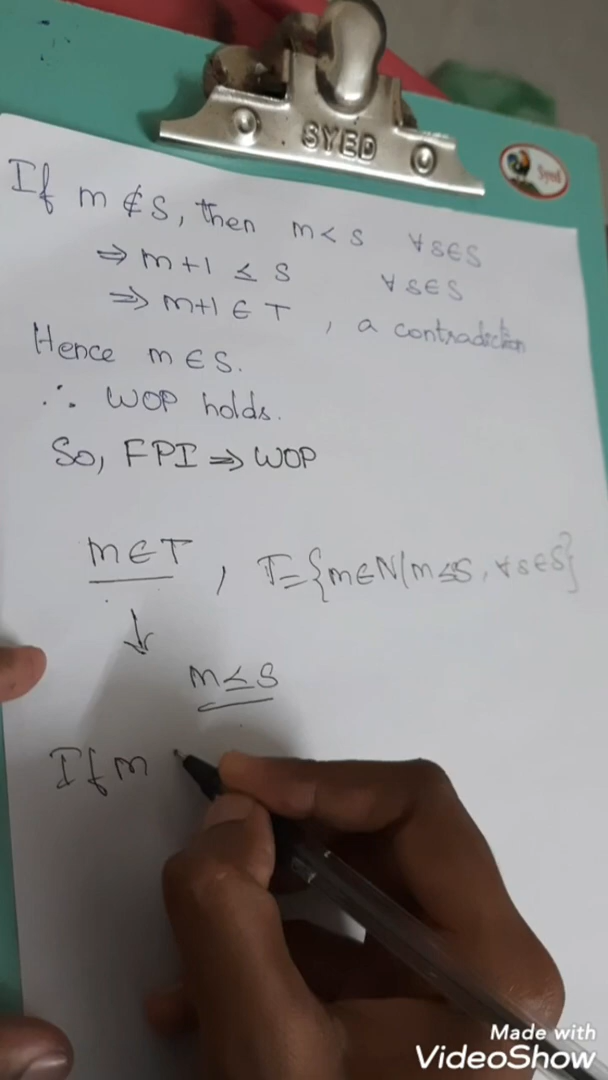 SYED
Syed
If m ∉ S, then m < s ∀ s ∈ S
⇒ m+1 ≤ s ∀ s ∈ S
⇒ m+1 ∈ T , a contradiction
Hence m ∈ S.
∴ WOP holds.
So, FPI ⇒ WOP
m ∈ T , T = {m ∈ N | m ≤ s, ∀ s ∈ S}
↓
m ≤ s
If m
Made with
VideoShow